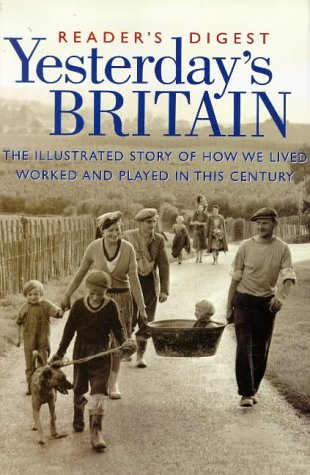 READER'S DIGEST
Yesterday's
BRITAIN
THE ILLUSTRATED STORY OF HOW WE LIVED
WORKED AND PLAYED IN THIS CENTURY